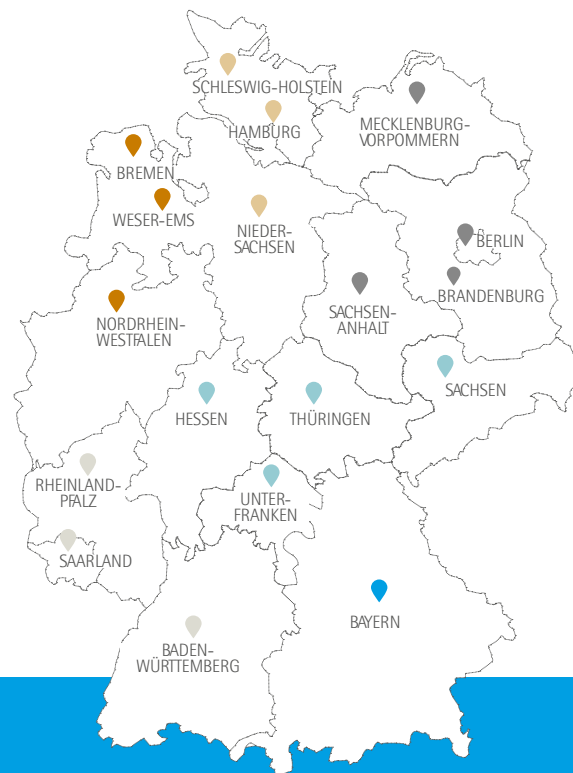 SCHLESWIG-HOLSTEIN
HAMBURG
MECKLENBURG-
VORPOMMERN
BREMEN
WESER-EMS
NIEDER-
SACHSEN
BERLIN
BRANDENBURG
SACHSEN-
ANHALT
NORDRHEIN-
WESTFALEN
SACHSEN
HESSEN
THÜRINGEN
RHEINLAND-
PFALZ
UNTER-
FRANKEN
SAARLAND
BAYERN
BADEN-
WÜRTTEMBERG